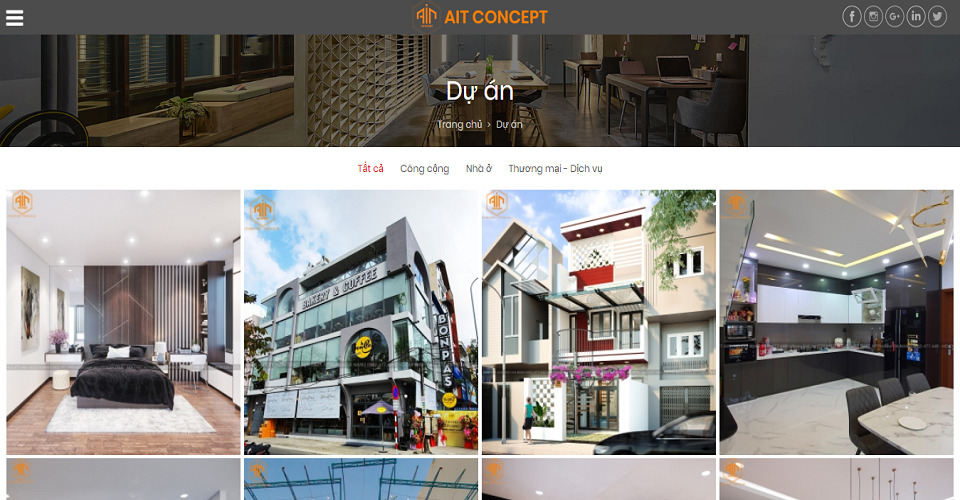 AIT CONCEPT
Dự án
Trang chủ › Dự án
Tất cả Công cộng Nhà ở Thương mại - Dịch vụ
BAKERY & COFFEE
BONPAS